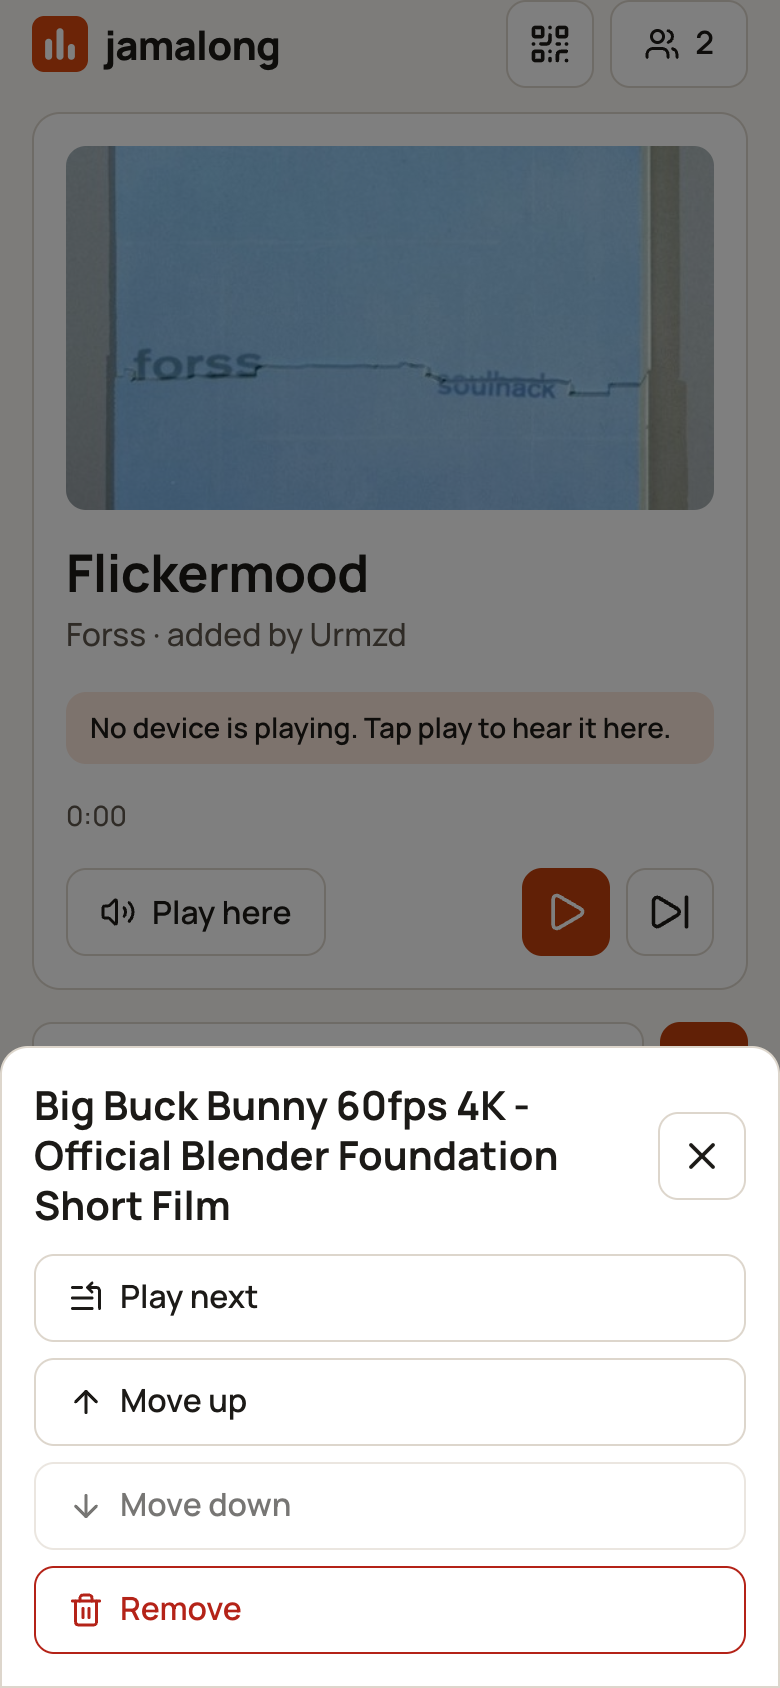 jamalong
2
forss
soulhack
Flickermood
Forss · added by Urmzd
No device is playing. Tap play to hear it here.
0:00
Play here
Big Buck Bunny 60fps 4K -
Official Blender Foundation
Short Film
Play next
Move up
Move down
Remove